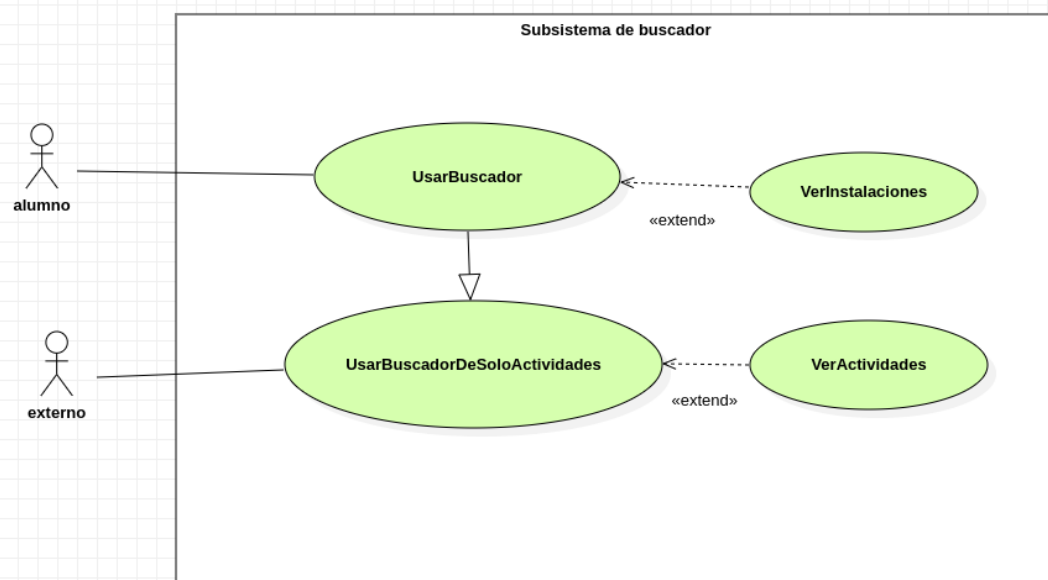 Subsistema de buscador
alumno
UsarBuscador
VerInstalaciones
«extend»
externo
UsarBuscadorDeSoloActividades
VerActividades
«extend»